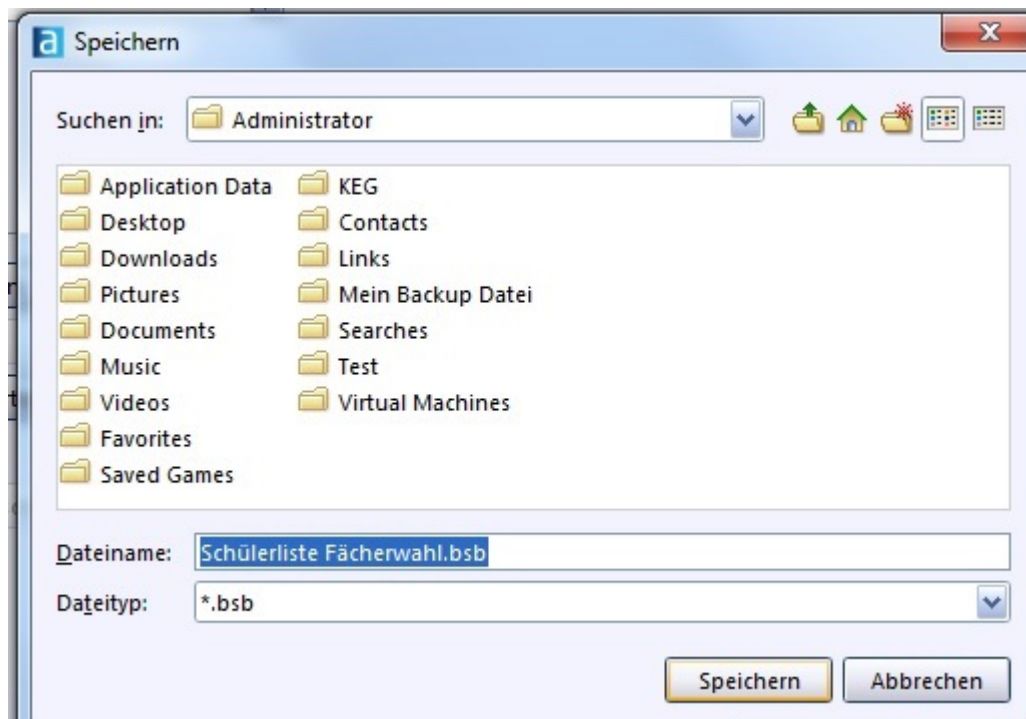 Speichern
Suchen in: Administrator
Application Data
Desktop
Downloads
Pictures
Documents
Music
Videos
Favorites
Saved Games
KEG
Contacts
Links
Mein Backup Datei
Searches
Test
Virtual Machines
Dateiname: Schülerliste Fächerwahl.bsb
Dateityp: *.bsb
Speichern Abbrechen